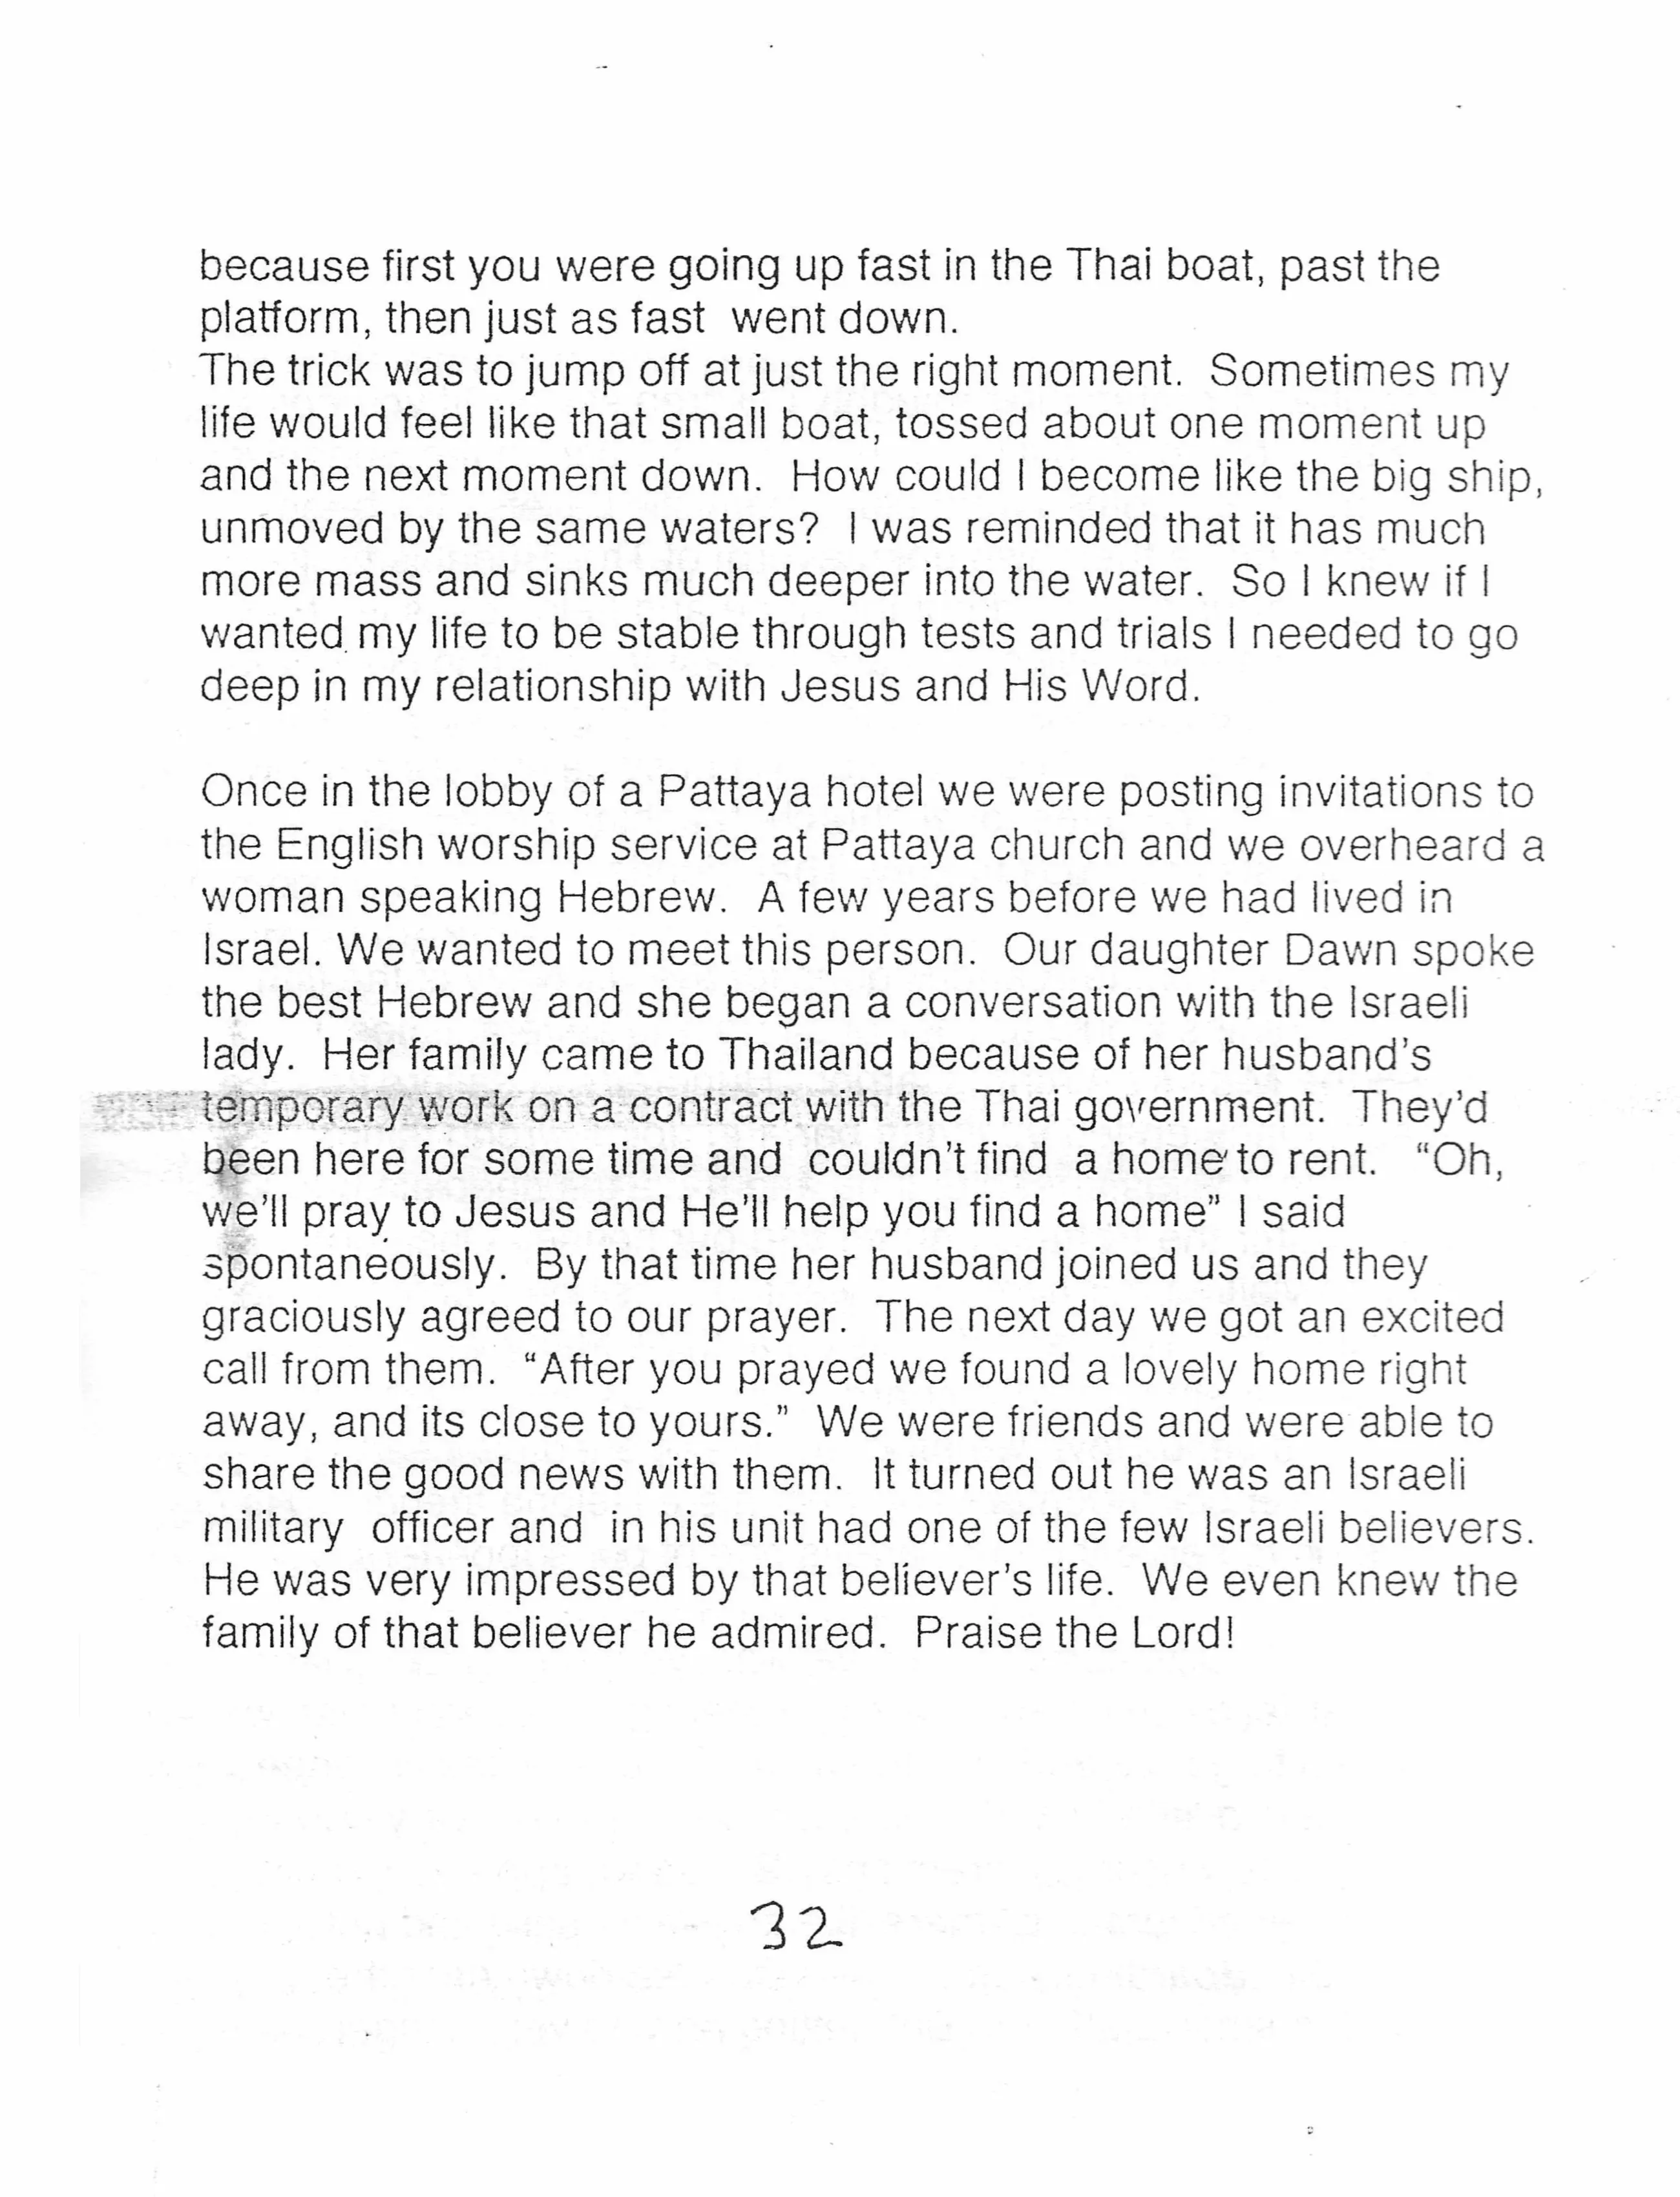 because first you were going up fast in the Thai boat, past the
platform, then just as fast went down.
The trick was to jump off at just the right moment. Sometimes my
life would feel like that small boat, tossed about one moment up
and the next moment down. How could I become like the big ship,
unmoved by the same waters? I was reminded that it has much
more mass and sinks much deeper into the water. So I knew if I
wanted my life to be stable through tests and trials I needed to go
deep in my relationship with Jesus and His Word.

Once in the lobby of a Pattaya hotel we were posting invitations to
the English worship service at Pattaya church and we overheard a
woman speaking Hebrew. A few years before we had lived in
Israel. We wanted to meet this person. Our daughter Dawn spoke
the best Hebrew and she began a conversation with the Israeli
lady. Her family came to Thailand because of her husband's
temporary work on a contract with the Thai government. They'd
been here for some time and couldn't find a home to rent. “Oh,
we'll pray to Jesus and He'll help you find a home” I said
spontaneously. By that time her husband joined us and they
graciously agreed to our prayer. The next day we got an excited
call from them. “After you prayed we found a lovely home right
away, and its close to yours.” We were friends and were able to
share the good news with them. It turned out he was an Israeli
military officer and in his unit had one of the few Israeli believers.
He was very impressed by that believer's life. We even knew the
family of that believer he admired. Praise the Lord!

32